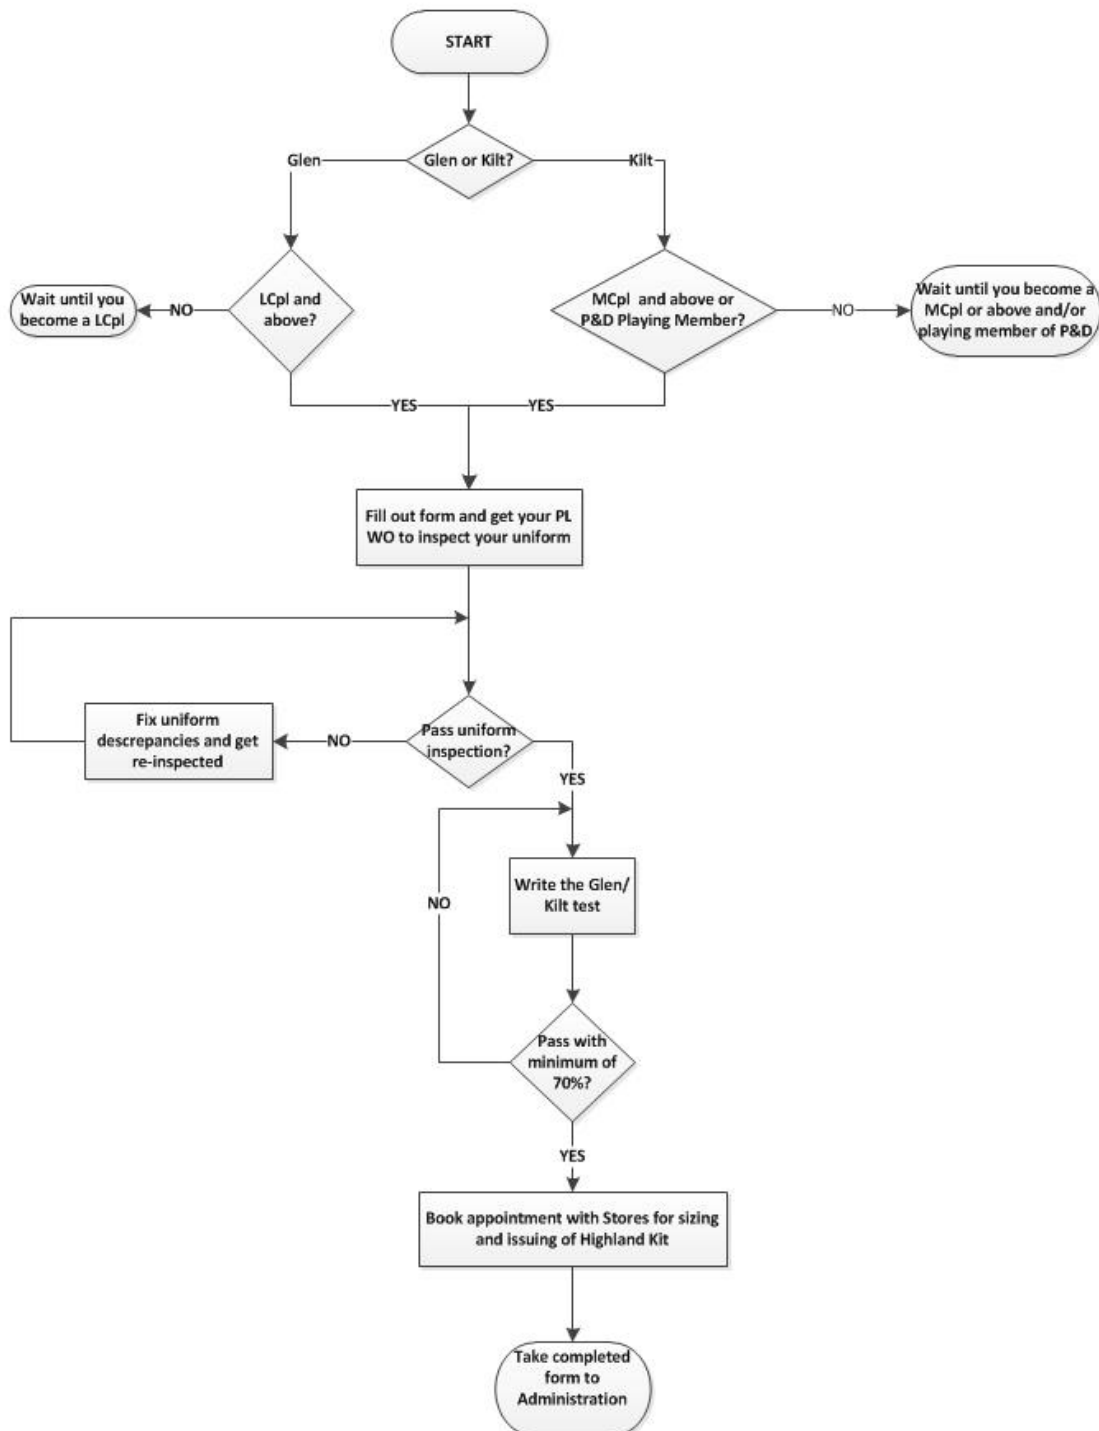 START
Glen or Kilt?
Glen
Kilt
LCpl and
above?
NO
Wait until you
become a LCpl
MCpl and above or
P&D Playing Member?
NO
Wait until you become a
MCpl or above and/or
playing member of P&D
YES
YES
Fill out form and get your PL
WO to inspect your uniform
Pass uniform
inspection?
NO
Fix uniform
descrepancies and get
re-inspected
YES
Write the Glen/
Kilt test
NO
Pass with
minimum of
70%?
YES
Book appointment with Stores for sizing
and issuing of Highland Kit
Take completed
form to
Administration